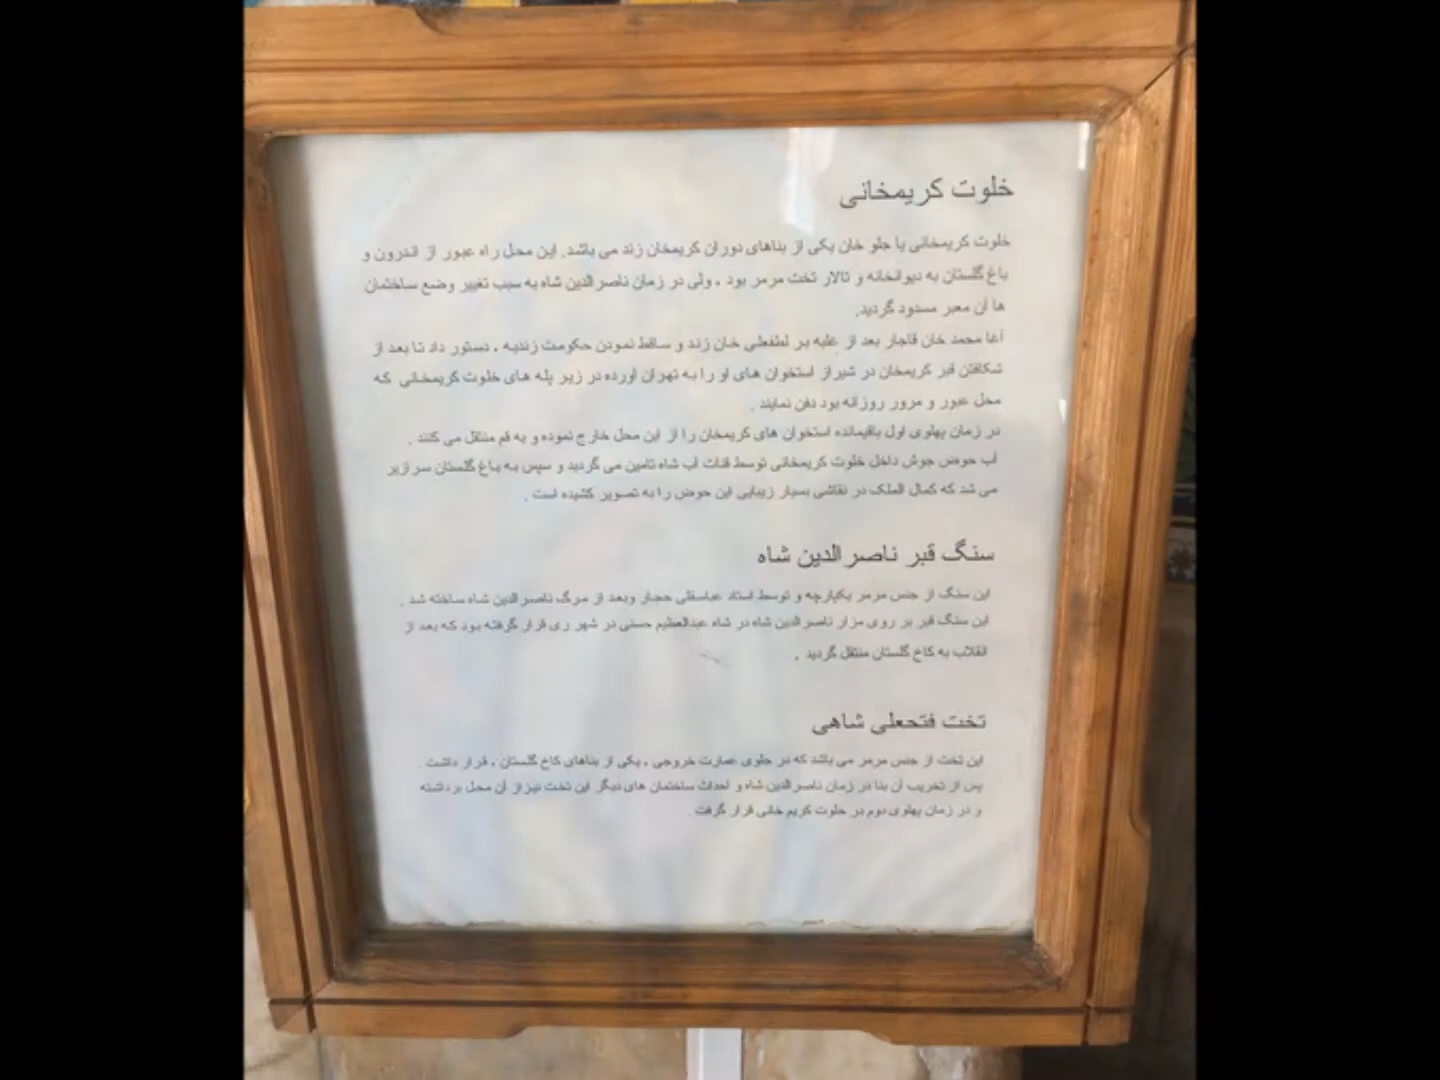 خلوت کریمخانی
خلوت کریمخانی یا جلو خان یکی از بناهای دوران کریمخان زند می باشد. این محل راه عبور از اندرون و
باغ گلستان به دیوانخانه و تالار تخت مرمر بود ، ولی در زمان ناصرالدین شاه به سبب تغییر وضع ساختمان
ها آن معبر مسدود گردید.
آغا محمد خان قاجار بعد از غلبه بر لطفعلی خان زند و ساقط نمودن حکومت زندیه ، دستور داد تا بعد از
شکافتن قبر کریمخان در شیراز استخوان های او را به تهران اورده در زیر پله های خلوت کریمخانی که
محل عبور و مرور روزانه بود دفن نمایند .
در زمان پهلوی اول باقیمانده استخوان های کریمخان را از این محل خارج نموده و به قم منتقل می کنند .
آب حوض جوش داخل خلوت کریمخانی توسط قنات آب شاه تامین می گردید و سپس به باغ گلستان سرازیر
می شد که کمال الملک در نقاشی بسیار زیبایی این حوض را به تصویر کشیده است .
سنگ قبر ناصرالدین شاه
این سنگ از جنس مرمر یکپارچه و توسط استاد عباسقلی حجار وبعد از مرگ ناصرالدین شاه ساخته شد .
این سنگ قبر بر روی مزار ناصرالدین شاه در شاه عبدالعظیم حسنی در شهر ری قرار گرفته بود که بعد از
انقلاب به کاخ گلستان منتقل گردید .
تخت فتحعلی شاهی
این تخت از جنس مرمر می باشد که در جلوی عمارت خروجی ، یکی از بناهای کاخ گلستان ، قرار داشت .
پس از تخریب آن بنا در زمان ناصرالدین شاه و احداث ساختمان های دیگر این تخت نیز از آن محل برداشته
و در زمان پهلوی دوم در خلوت کریم خانی قرار گرفت .